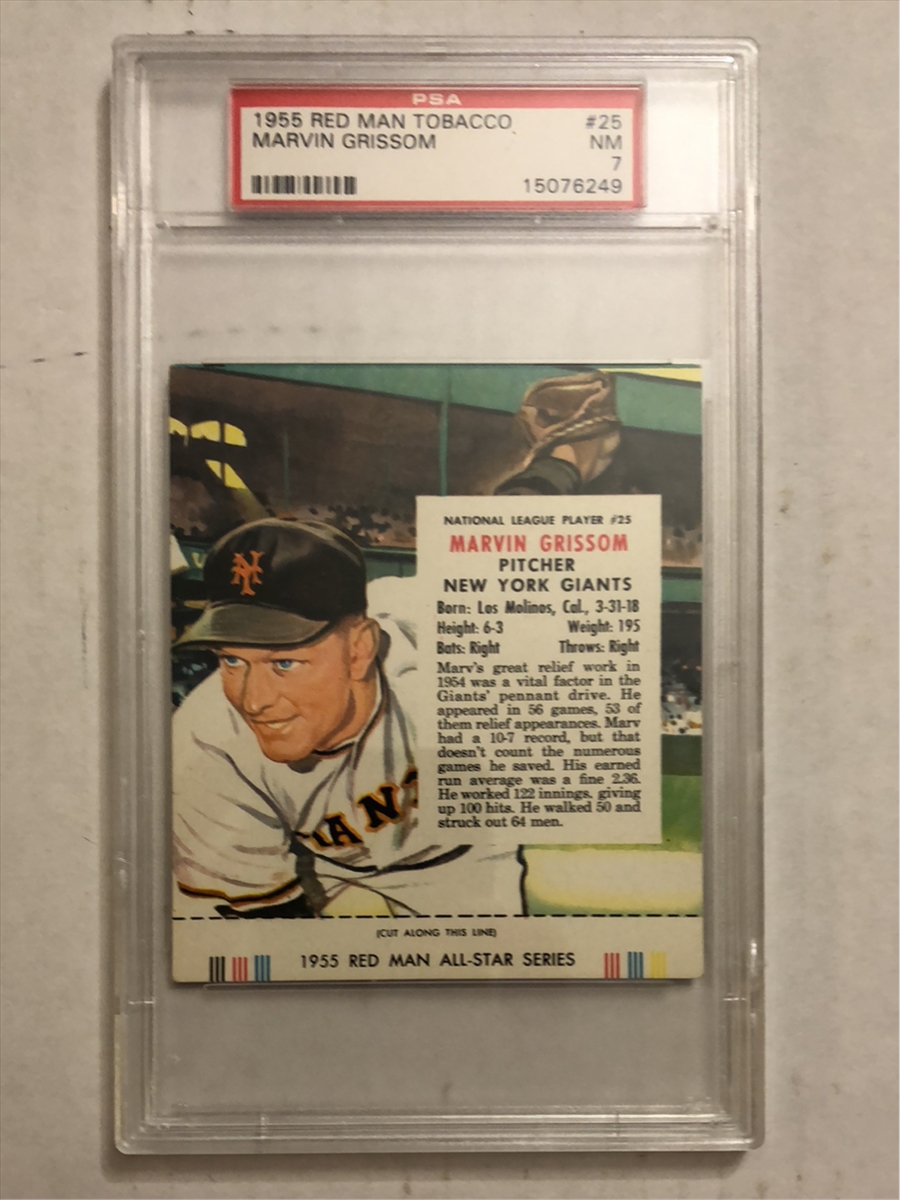 PSA
1955 RED MAN TOBACCO #25
MARVIN GRISSOM NM
7
15076249
NATIONAL LEAGUE PLAYER #25
MARVIN GRISSOM
PITCHER
NEW YORK GIANTS
Born: Los Molinos, Cal., 3-31-18
Height: 6-3 Weight: 195
Bats: Right Throws: Right
Marv's great relief work in
1954 was a vital factor in the
Giants' pennant drive. He
appeared in 56 games, 53 of
them relief appearances. Marv
had a 10-7 record, but that
doesn't count the numerous
games he saved. His earned
run average was a fine 2.36.
He worked 122 innings, giving
up 100 hits. He walked 50 and
struck out 64 men.
NY
IAN
(CUT ALONG THIS LINE)
1955 RED MAN ALL-STAR SERIES